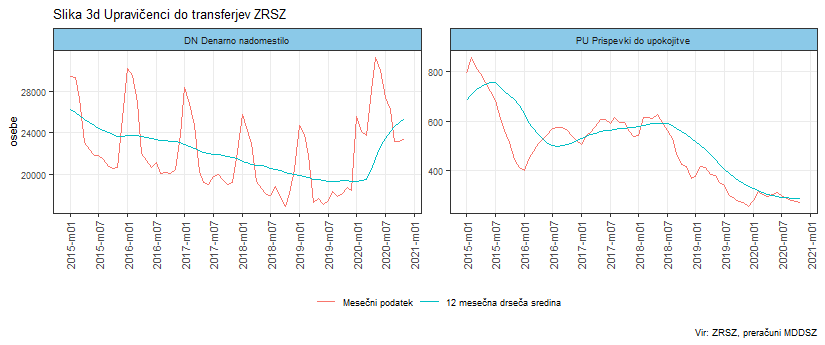 Slika 3d Upravičenci do transferjev ZRSZ
DN Denarno nadomestilo
PU Prispevki do upokojitve
osebe
28000
24000
20000
800
600
400
2015-m01
2015-m07
2016-m01
2016-m07
2017-m01
2017-m07
2018-m01
2018-m07
2019-m01
2019-m07
2020-m01
2020-m07
2021-m01
2015-m01
2015-m07
2016-m01
2016-m07
2017-m01
2017-m07
2018-m01
2018-m07
2019-m01
2019-m07
2020-m01
2020-m07
2021-m01
Mesečni podatek
12 mesečna drseča sredina
Vir: ZRSZ, preračuni MDDSZ